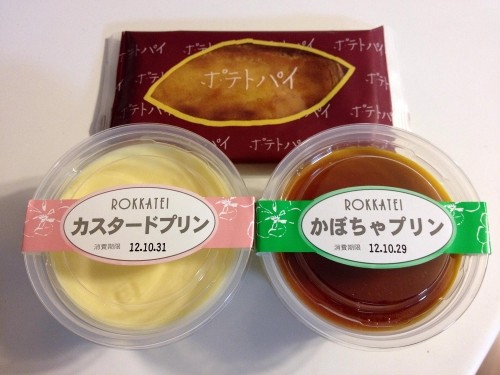 ポテトパイ
ポテトパイ
ポテトパイ
ROKKATEI
カスタードプリン
消費期限 12.10.31
ROKKATEI
かぼちゃプリン
消費期限 12.10.29